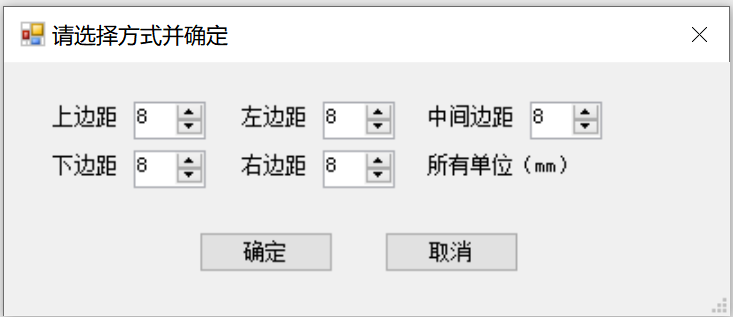 请选择方式并确定
上边距 8 左边距 8 中间边距 8
下边距 8 右边距 8 所有单位（mm）
确定 取消